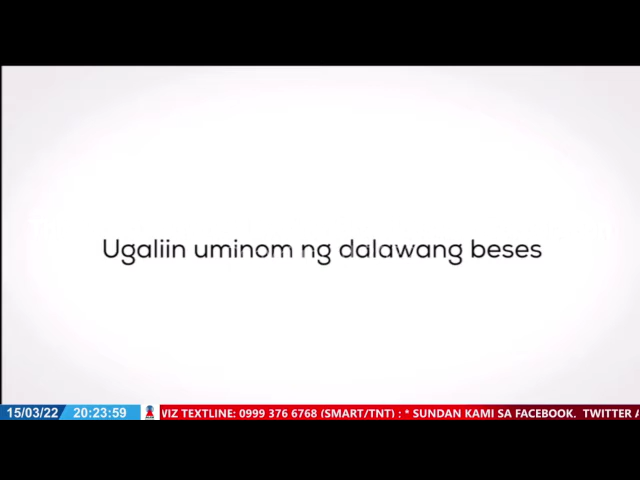 Ugaliin uminom ng dalawang beses
15/03/22 20:23:59 WIZ TEXTLINE: 0999 376 6768 (SMART/TNT) ; * SUNDAN KAMI SA FACEBOOK, TWITTER A